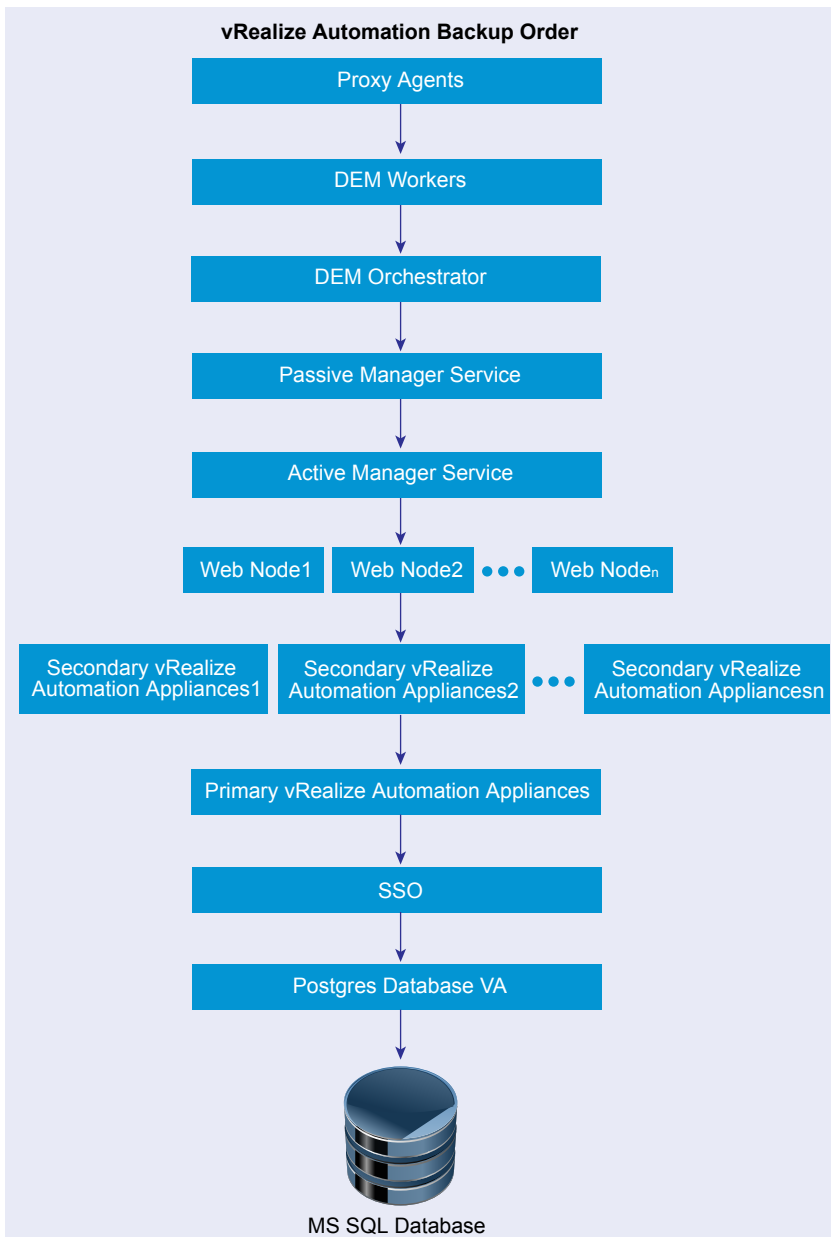 vRealize Automation Backup Order
Proxy Agents
DEM Workers
DEM Orchestrator
Passive Manager Service
Active Manager Service
Web Node1
Web Node2
Web Noden
Secondary vRealize
Automation Appliances1
Secondary vRealize
Automation Appliances2
Secondary vRealize
Automation Appliancesn
Primary vRealize Automation Appliances
SSO
Postgres Database VA
MS SQL Database